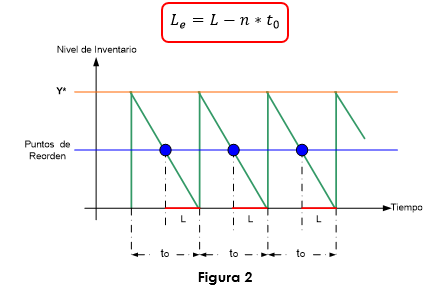 Lₑ = L − n * t₀
Nivel de Inventario
Y*
Puntos de
Reorden
L L L
Tiempo
to to to
Figura 2